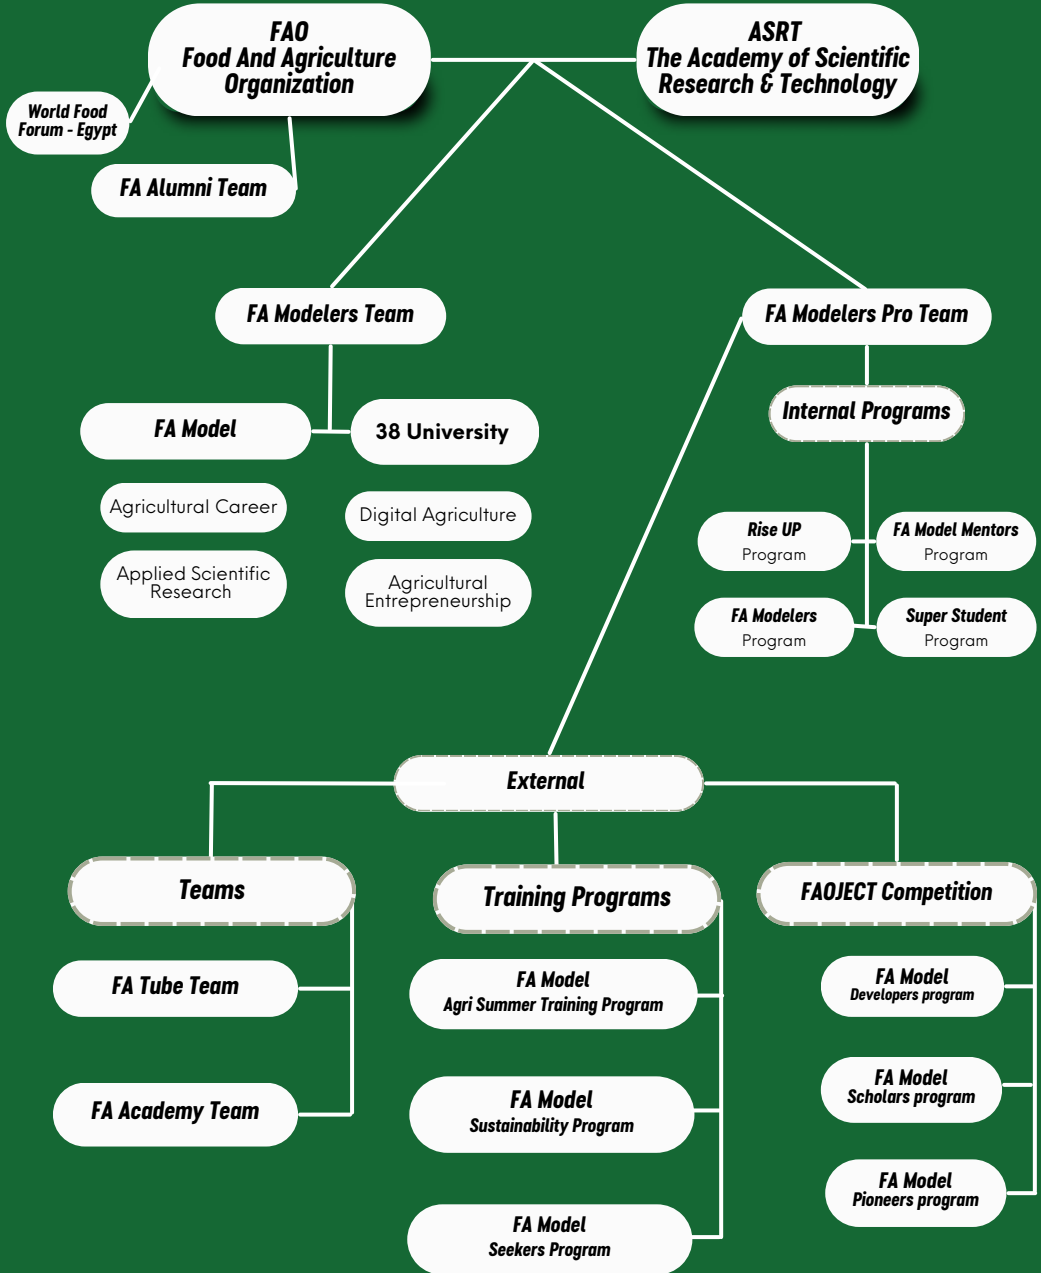 FAO
Food And Agriculture
Organization
ASRT
The Academy of Scientific
Research & Technology
World Food
Forum - Egypt
FA Alumni Team
FA Modelers Team
FA Modelers Pro Team
FA Model
38 University
Internal Programs
Agricultural Career
Digital Agriculture
Applied Scientific
Research
Agricultural
Entrepreneurship
Rise UP
Program
FA Model Mentors
Program
FA Modelers
Program
Super Student
Program
External
Teams
Training Programs
FAOJECT Competition
FA Tube Team
FA Academy Team
FA Model
Agri Summer Training Program
FA Model
Sustainability Program
FA Model
Seekers Program
FA Model
Developers program
FA Model
Scholars program
FA Model
Pioneers program